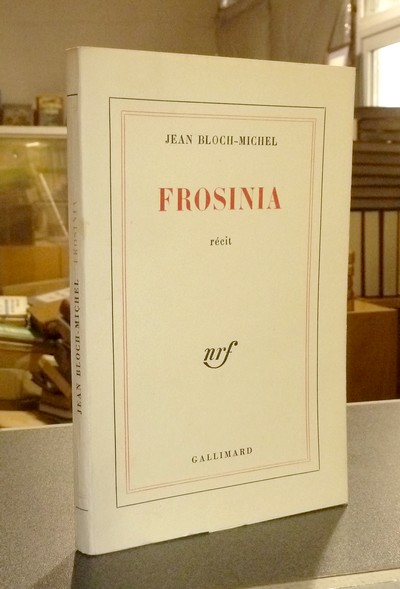 JEAN BLOCH-MICHEL
FROSINIA
récit
nrf
GALLIMARD
JEAN BLOCH-MICHEL FROSINIA